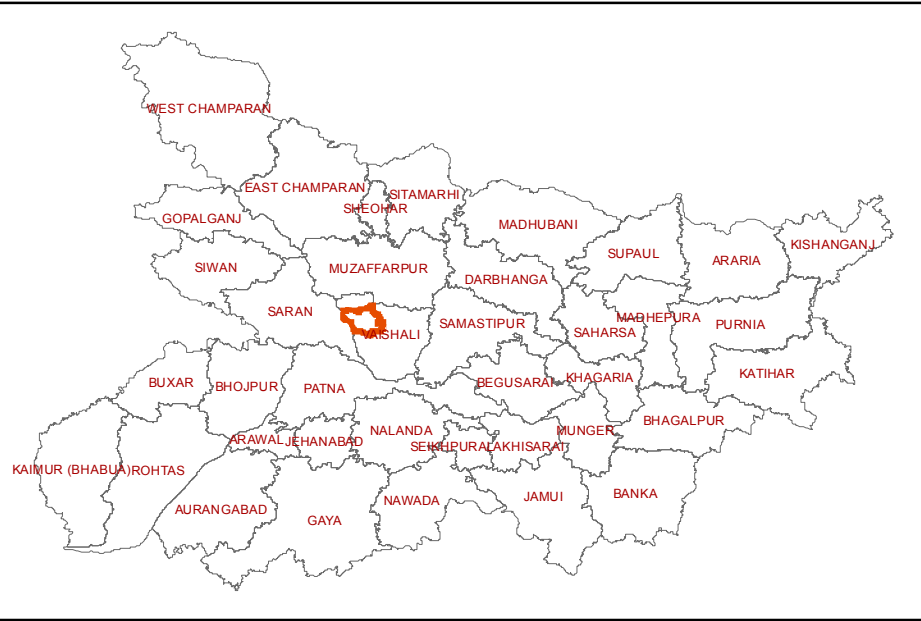 WEST CHAMPARAN
EAST CHAMPARAN
SITAMARHI
SHEOHAR
GOPALGANJ
MADHUBANI
KISHANGANJ
SUPAUL
ARARIA
SIWAN
MUZAFFARPUR
DARBHANGA
SARAN
MADHEPURA
SAMASTIPUR
PURNIA
VAISHALI
SAHARSA
KATIHAR
BUXAR
BHOJPUR
PATNA
BEGUSARAI
KHAGARIA
BHAGALPUR
NALANDA
MUNGER
ARAWAL
JEHANABAD
SEIKHPURA
LAKHISARAI
KAIMUR (BHABUA)
ROHTAS
BANKA
JAMUI
NAWADA
AURANGABAD
GAYA